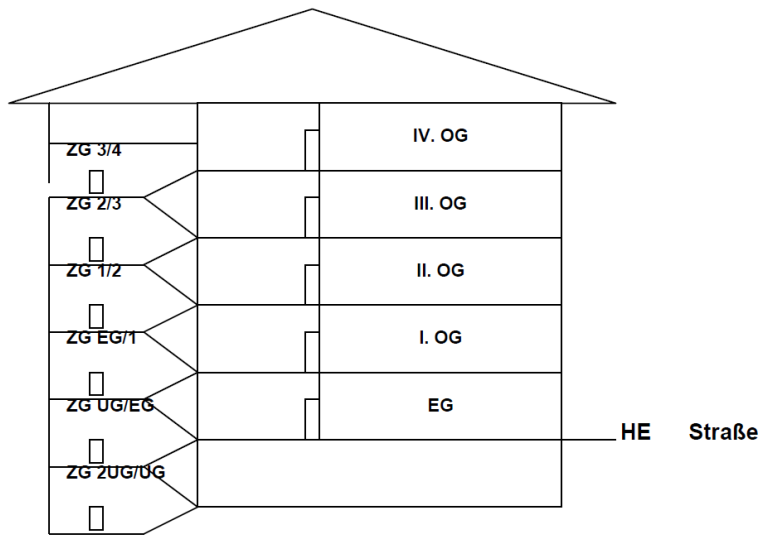 IV. OG
ZG 3/4
ZG 2/3
III. OG
ZG 1/2
II. OG
ZG EG/1
I. OG
ZG UG/EG
EG
HE Straße
ZG 2UG/UG